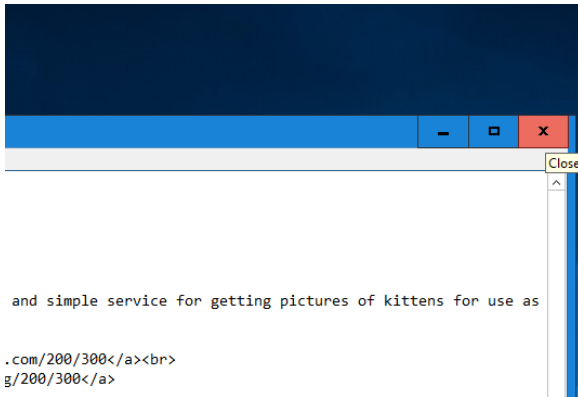 x
Close
and simple service for getting pictures of kittens for use as
.com/200/300</a><br>
g/200/300</a>